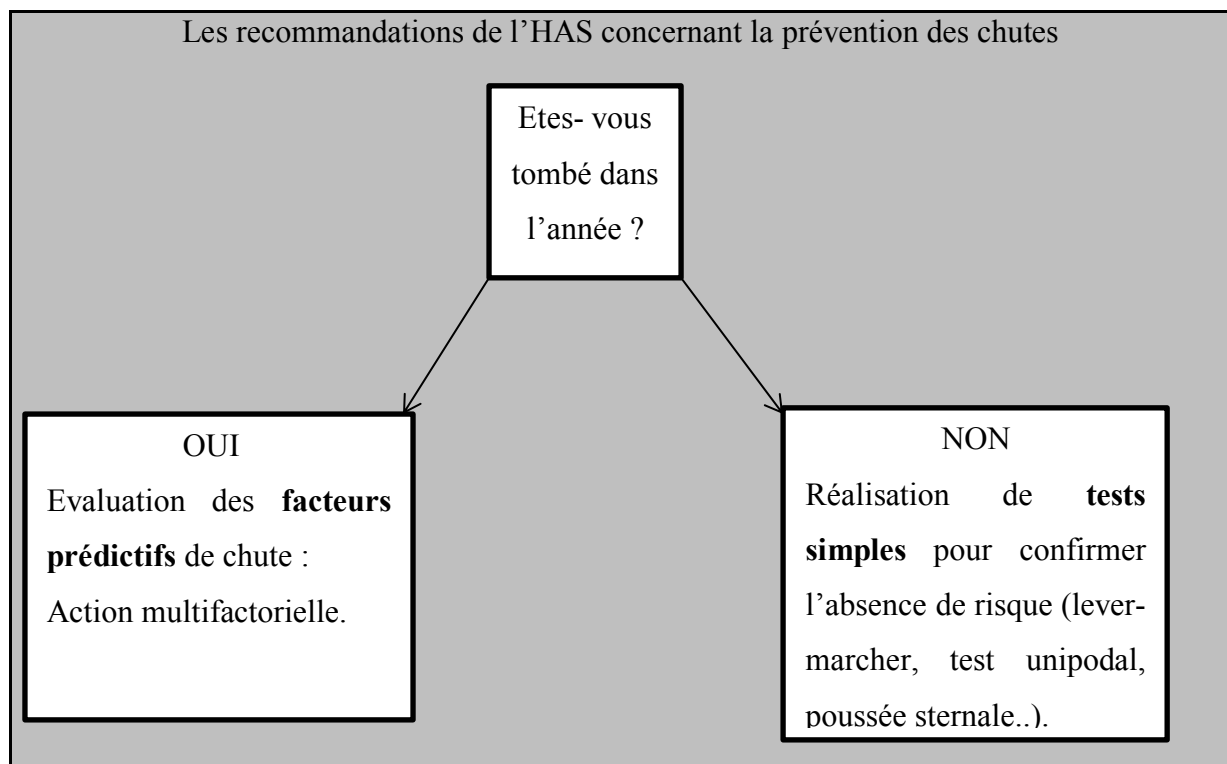 Les recommandations de l’HAS concernant la prévention des chutes
Etes- vous
tombé dans
l’année ?
OUI
Evaluation des facteurs
prédictifs de chute :
Action multifactorielle.
NON
Réalisation de tests
simples pour confirmer
l’absence de risque (lever-
marcher, test unipodal,
poussée sternale..).